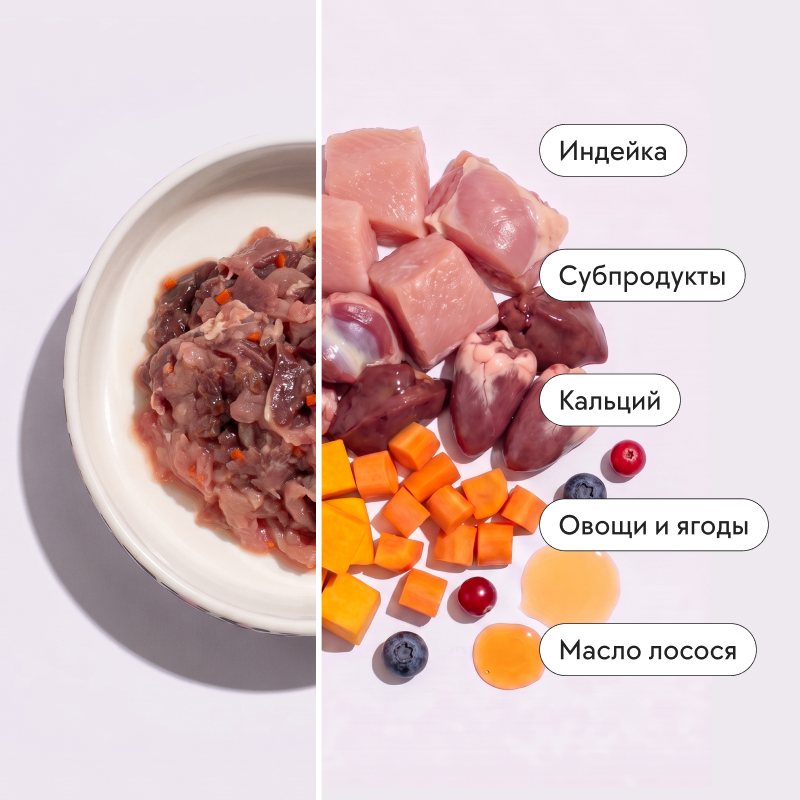 Индейка
Субпродукты
Кальций
Овощи и ягоды
Масло лосося